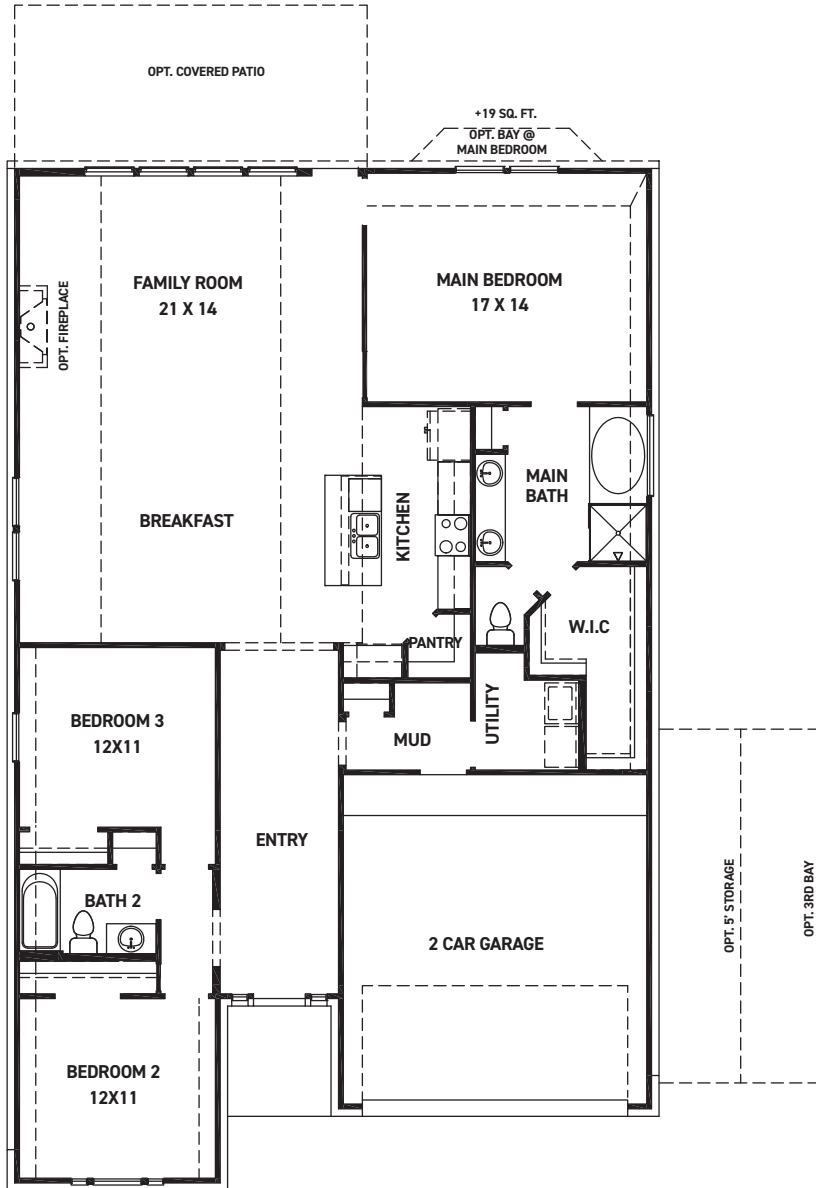 OPT. COVERED PATIO
+19 SQ. FT.
OPT. BAY @
MAIN BEDROOM
FAMILY ROOM
21 X 14
MAIN BEDROOM
17 X 14
OPT. FIREPLACE
BREAKFAST
KITCHEN
MAIN
BATH
PANTRY
W.I.C
BEDROOM 3
12X11
MUD
UTILITY
ENTRY
BATH 2
2 CAR GARAGE
OPT. 5' STORAGE
OPT. 3RD BAY
BEDROOM 2
12X11